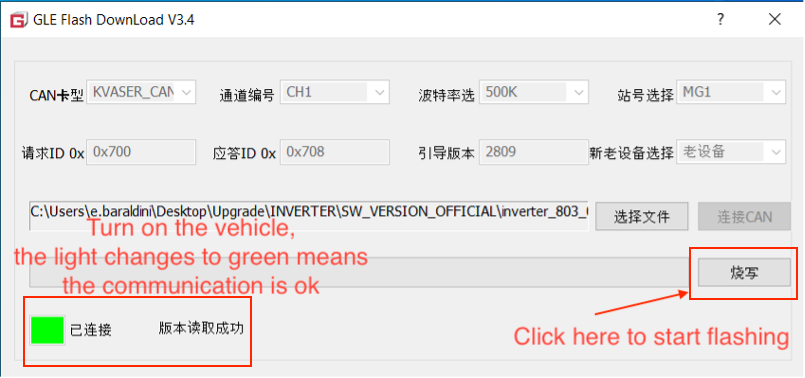 GLE Flash DownLoad V3.4
CAN卡型 KVASER_CAN 通道编号 CH1 波特率选 500K 站号选择 MG1
请求ID 0x 0x700 应答ID 0x 0x708 引导版本 2809 新老设备选择 老设备
C:\Users\e.baraldini\Desktop\Upgrade\INVERTER\SW_VERSION_OFFICIAL\inverter_803_ 选择文件 连接CAN
Turn on the vehicle,
the light changes to green means
the communication is ok
烧写
已连接 版本读取成功
Click here to start flashing